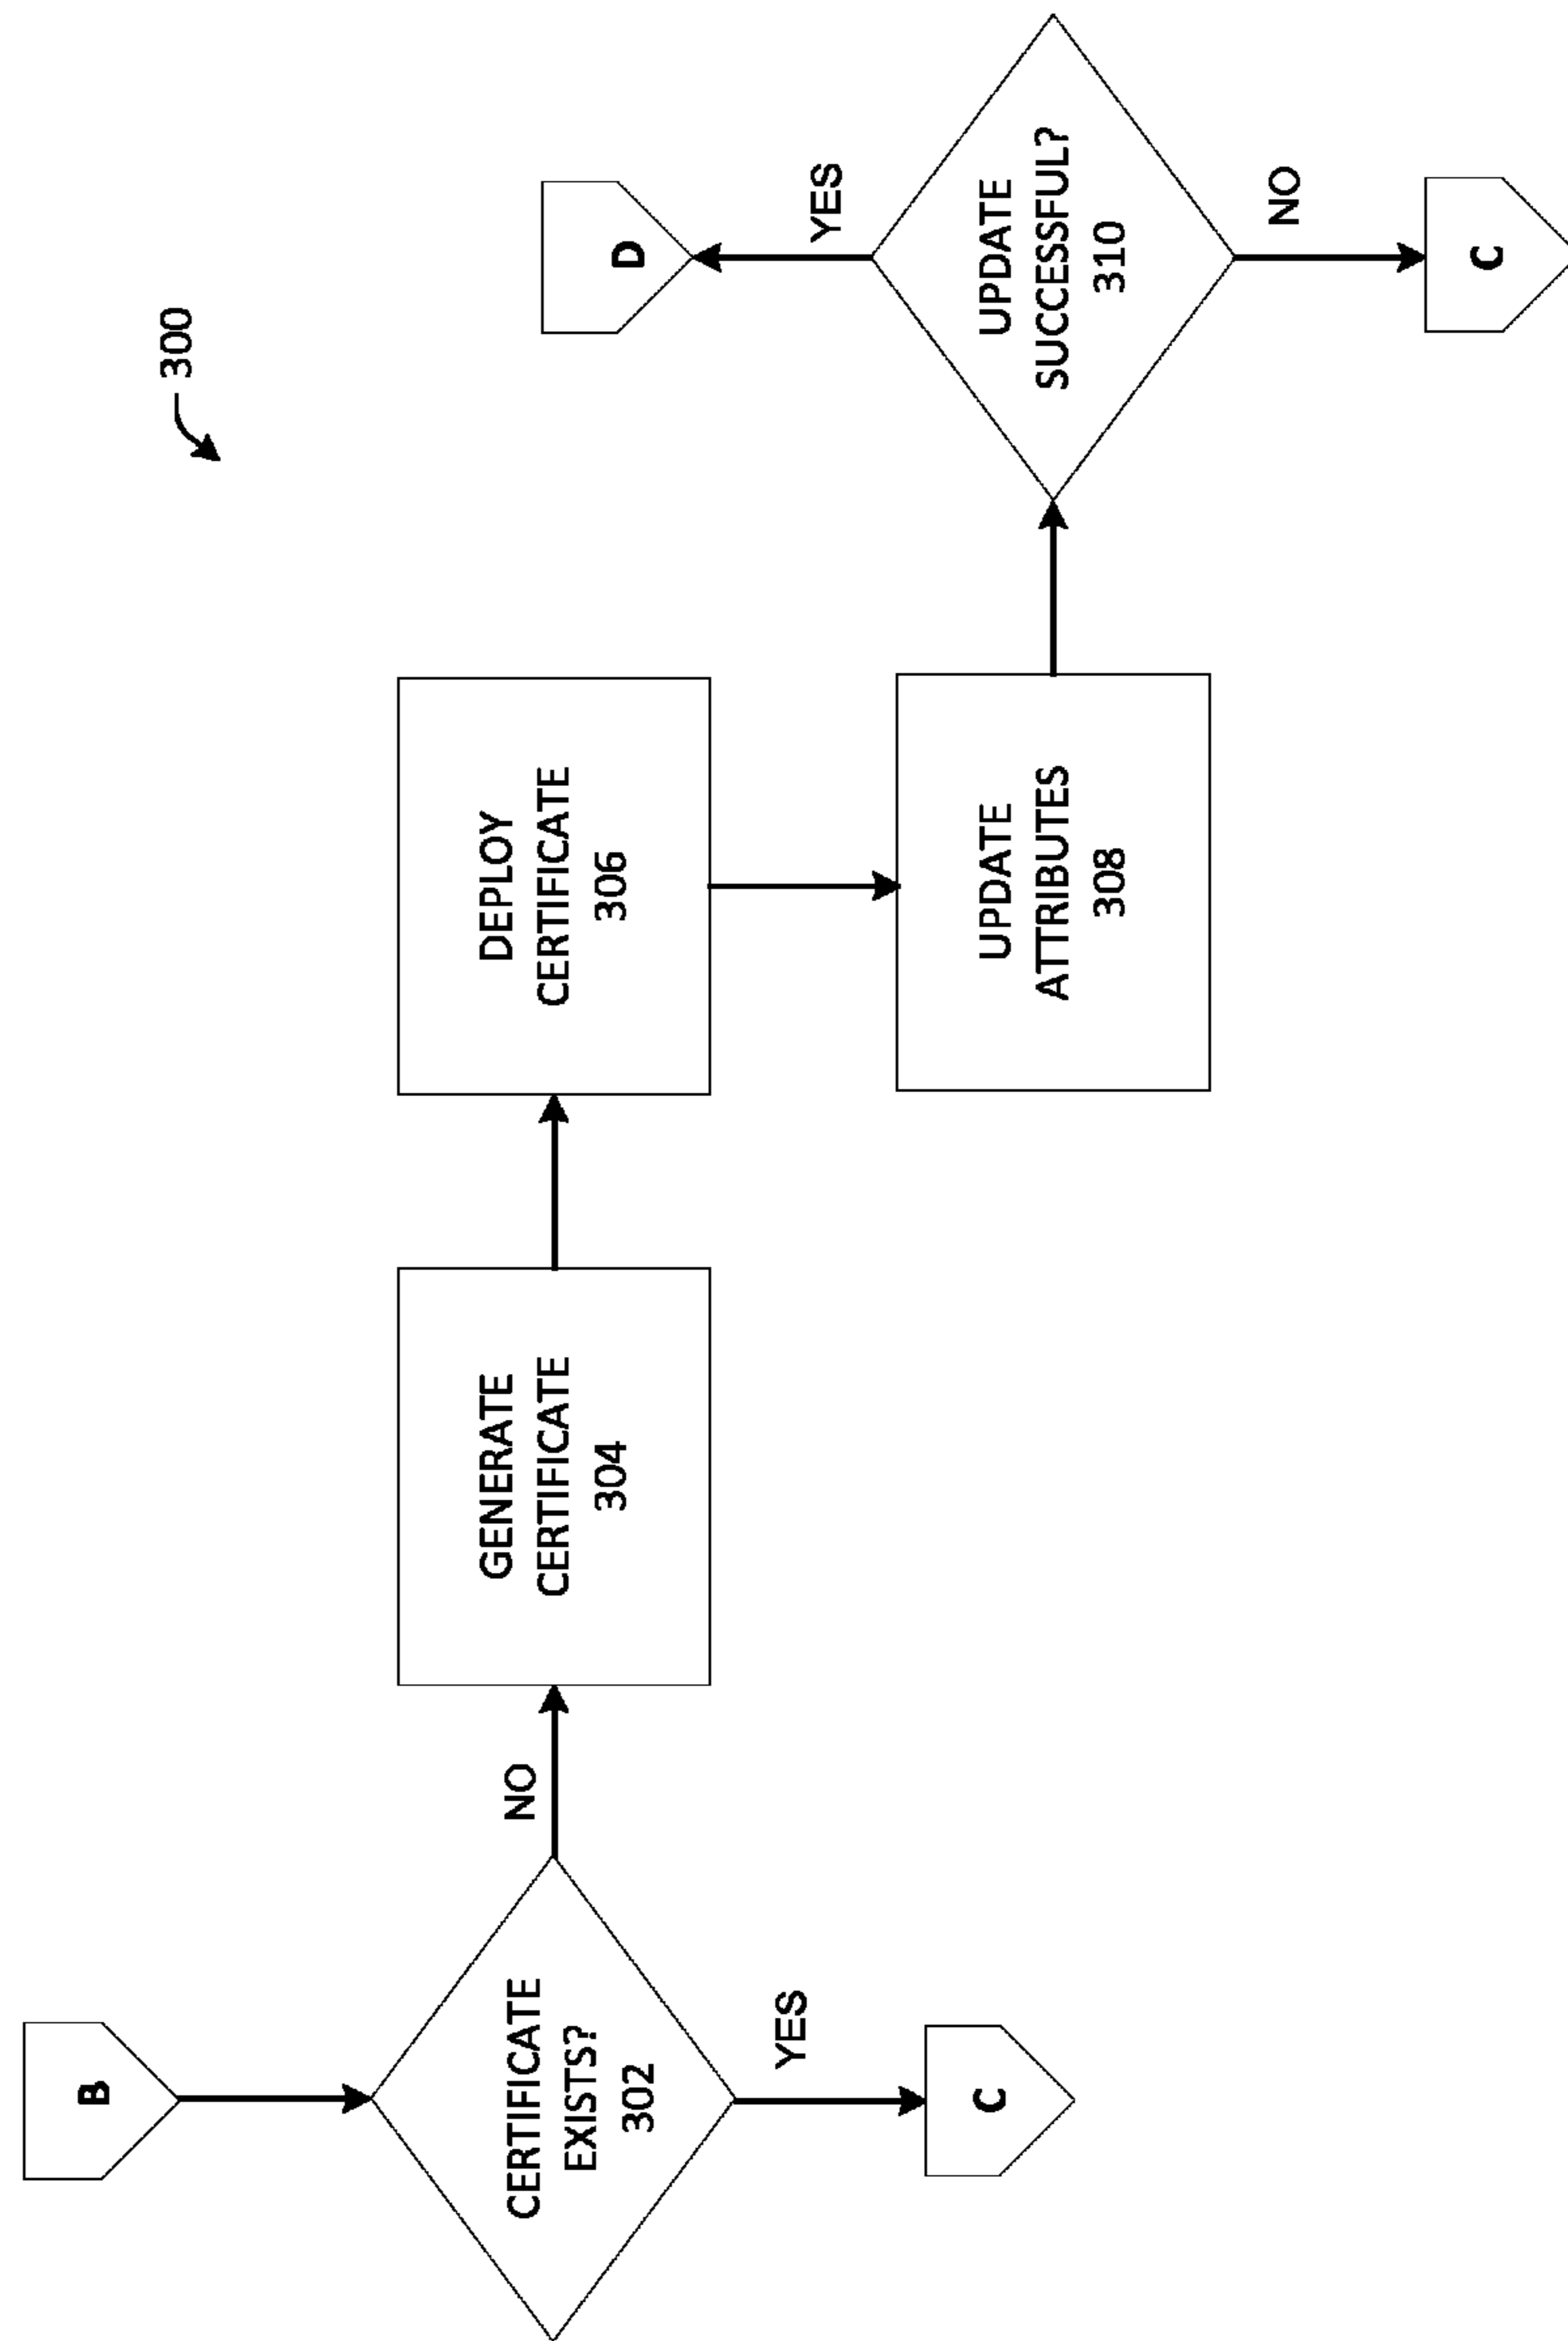 300
B
CERTIFICATE
EXISTS?
302
YES
C
NO
GENERATE
CERTIFICATE
304
DEPLOY
CERTIFICATE
306
UPDATE
ATTRIBUTES
308
UPDATE
SUCCESSFUL?
310
YES
D
NO
C